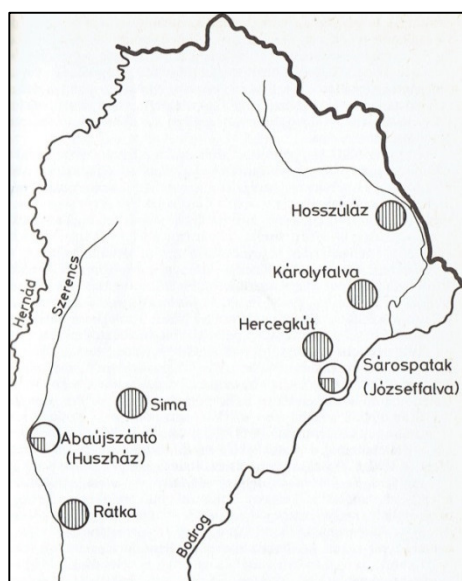 Hosszúláz
Károlyfalva
Hercegkút
Sárospatak
(Józseffalva)
Sima
Abaújszántó
(Huszház)
Rátka
Hernád
Szerencs
Bodrog